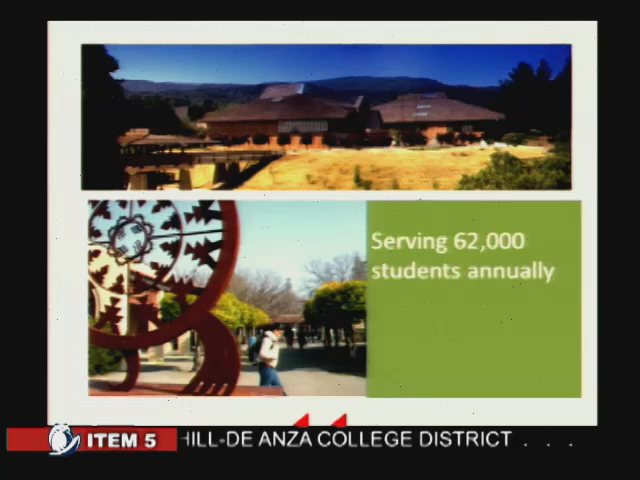 Serving 62,000
students annually
ITEM 5
HILL-DE ANZA COLLEGE DISTRICT . . .